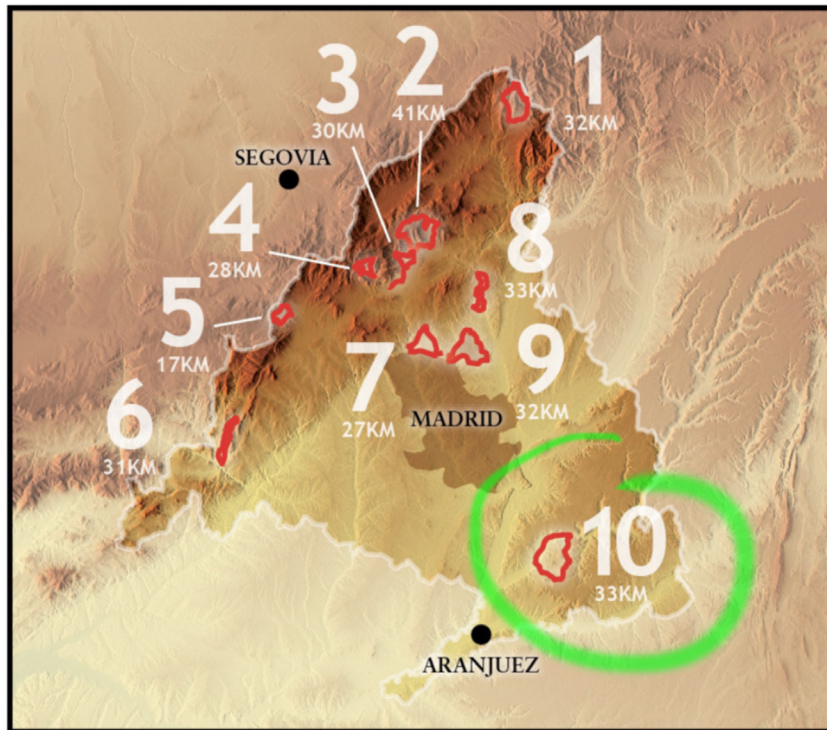 1
32KM
2
41KM
3
30KM
SEGOVIA
4
28KM
8
33KM
5
17KM
7
27KM
9
32KM
6
31KM
MADRID
10
33KM
ARANJUEZ